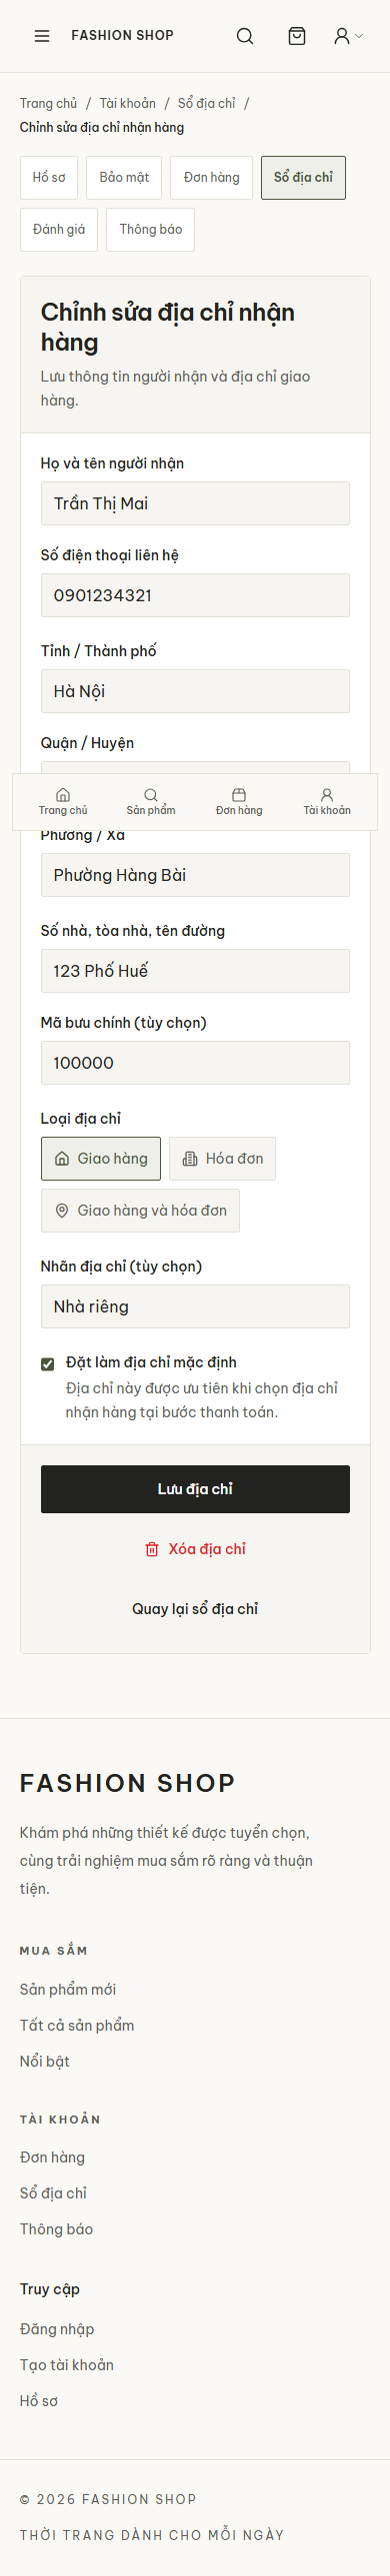 FASHION SHOP
Trang chủ / Tài khoản / Sổ địa chỉ /
Chỉnh sửa địa chỉ nhận hàng
Hồ sơ Bảo mật Đơn hàng Sổ địa chỉ
Đánh giá Thông báo
Chỉnh sửa địa chỉ nhận
hàng
Lưu thông tin người nhận và địa chỉ giao
hàng.
Họ và tên người nhận
Trần Thị Mai
Số điện thoại liên hệ
0901234321
Tỉnh / Thành phố
Hà Nội
Quận / Huyện
Trang chủ Sản phẩm Đơn hàng Tài khoản
Phường / Xã
Phường Hàng Bài
Số nhà, tòa nhà, tên đường
123 Phố Huế
Mã bưu chính (tùy chọn)
100000
Loại địa chỉ
Giao hàng Hóa đơn
Giao hàng và hóa đơn
Nhãn địa chỉ (tùy chọn)
Nhà riêng
Đặt làm địa chỉ mặc định
Địa chỉ này được ưu tiên khi chọn địa chỉ
nhận hàng tại bước thanh toán.
Lưu địa chỉ
Xóa địa chỉ
Quay lại sổ địa chỉ
FASHION SHOP
Khám phá những thiết kế được tuyển chọn,
cùng trải nghiệm mua sắm rõ ràng và thuận
tiện.
MUA SẮM
Sản phẩm mới
Tất cả sản phẩm
Nổi bật
TÀI KHOẢN
Đơn hàng
Sổ địa chỉ
Thông báo
Truy cập
Đăng nhập
Tạo tài khoản
Hồ sơ
© 2026 FASHION SHOP
THỜI TRANG DÀNH CHO MỖI NGÀY